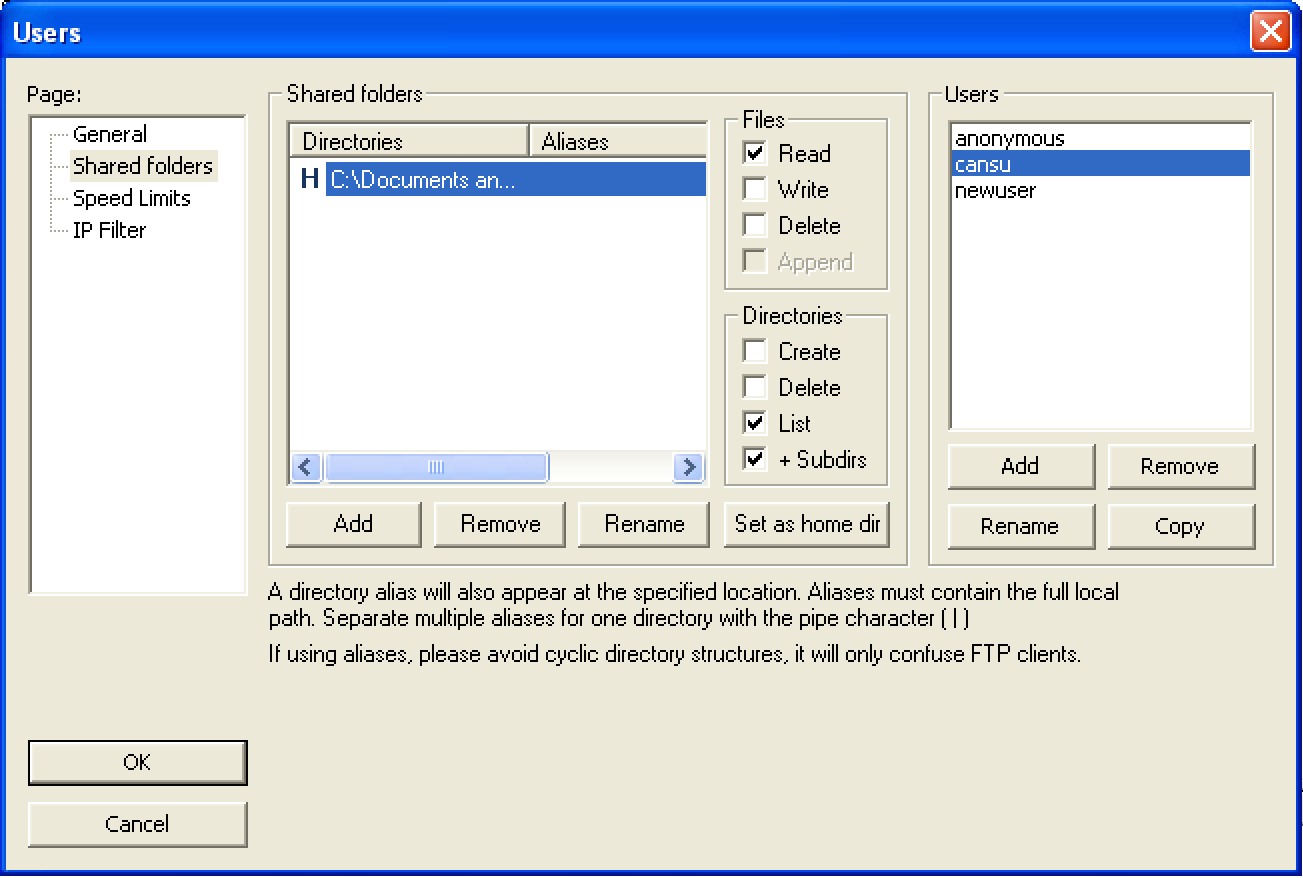 Users
Page:
General
Shared folders
Speed Limits
IP Filter
Shared folders
Directories
Aliases
H
C:\Documents an...
Add
Remove
Rename
Set as home dir
Files
Read
Write
Delete
Append
Directories
Create
Delete
List
+ Subdirs
Users
anonymous
cansu
newuser
Add
Remove
Rename
Copy
A directory alias will also appear at the specified location. Aliases must contain the full local
path. Separate multiple aliases for one directory with the pipe character ( | )
If using aliases, please avoid cyclic directory structures, it will only confuse FTP clients.
OK
Cancel